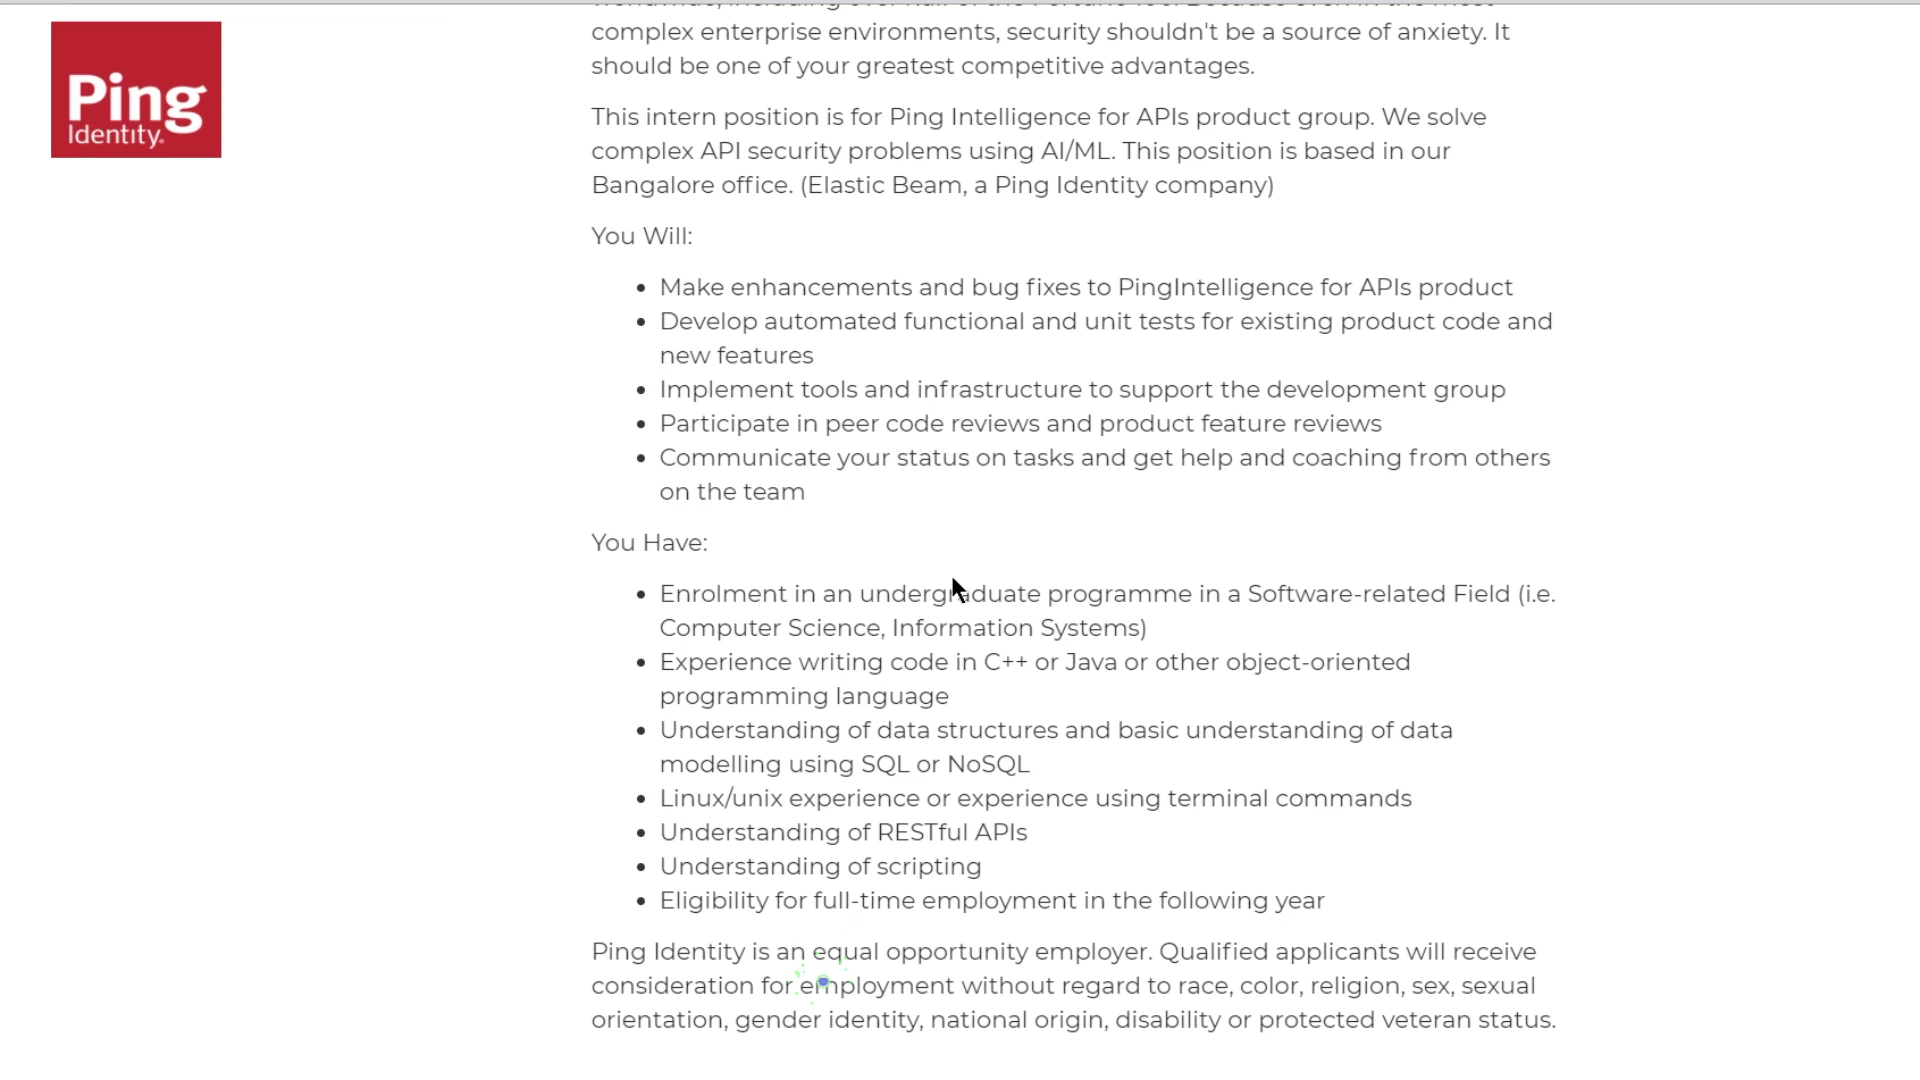 Ping
Identity.
complex enterprise environments, security shouldn't be a source of anxiety. It
should be one of your greatest competitive advantages.
This intern position is for Ping Intelligence for APIs product group. We solve
complex API security problems using AI/ML. This position is based in our
Bangalore office. (Elastic Beam, a Ping Identity company)
You Will:
• Make enhancements and bug fixes to PingIntelligence for APIs product
• Develop automated functional and unit tests for existing product code and
new features
• Implement tools and infrastructure to support the development group
• Participate in peer code reviews and product feature reviews
• Communicate your status on tasks and get help and coaching from others
on the team
You Have:
• Enrolment in an undergraduate programme in a Software-related Field (i.e.
Computer Science, Information Systems)
• Experience writing code in C++ or Java or other object-oriented
programming language
• Understanding of data structures and basic understanding of data
modelling using SQL or NoSQL
• Linux/unix experience or experience using terminal commands
• Understanding of RESTful APIs
• Understanding of scripting
• Eligibility for full-time employment in the following year
Ping Identity is an equal opportunity employer. Qualified applicants will receive
consideration for employment without regard to race, color, religion, sex, sexual
orientation, gender identity, national origin, disability or protected veteran status.